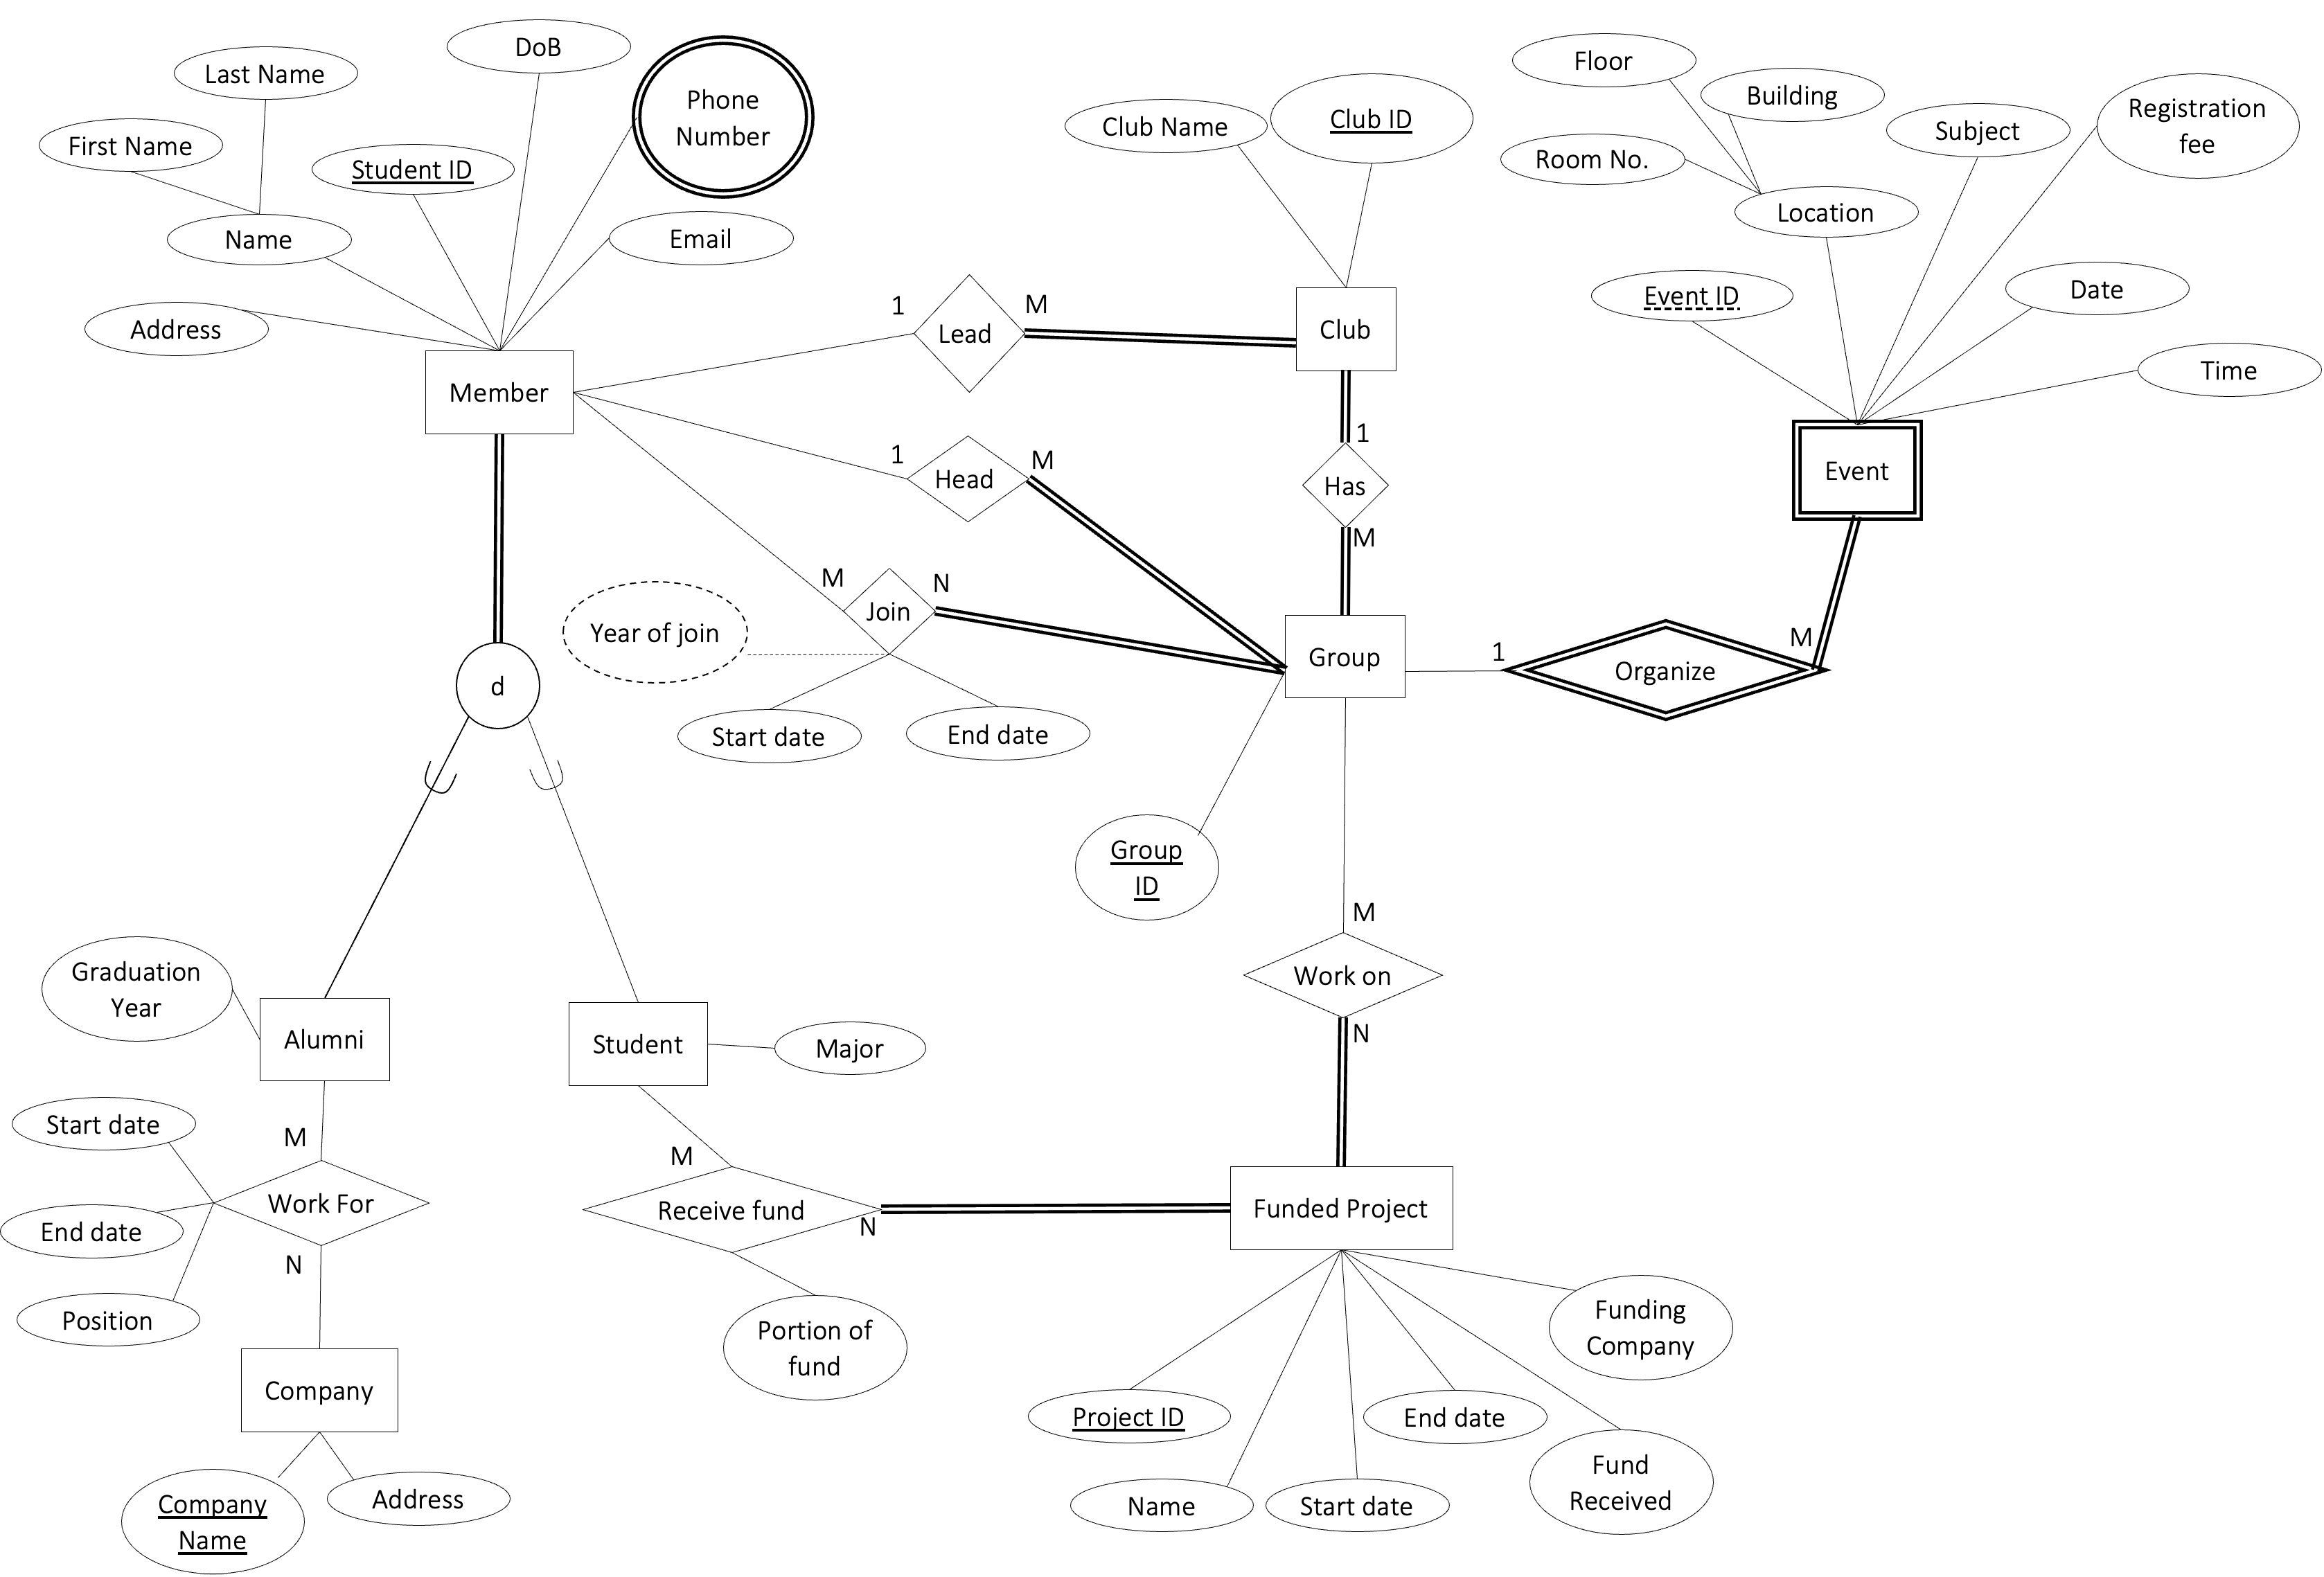 DoB
Last Name
Phone
Number
First Name
Student ID
Name
Email
Address
Member
Club Name
Club ID
Floor
Building
Room No.
Location
Subject
Registration
fee
Event ID
Date
Time
Event
1
Lead
M
Club
1
Head
M
1
Has
M
M
Join
N
Year of join
Start date
End date
Group
1
Organize
M
d
Group
ID
M
Work on
N
Graduation
Year
Alumni
Student
Major
Start date
M
End date
Work For
N
Position
Company
Company
Name
Address
M
Receive fund
N
Portion of
fund
Funded Project
Funding
Company
Project ID
End date
Fund
Received
Name
Start date